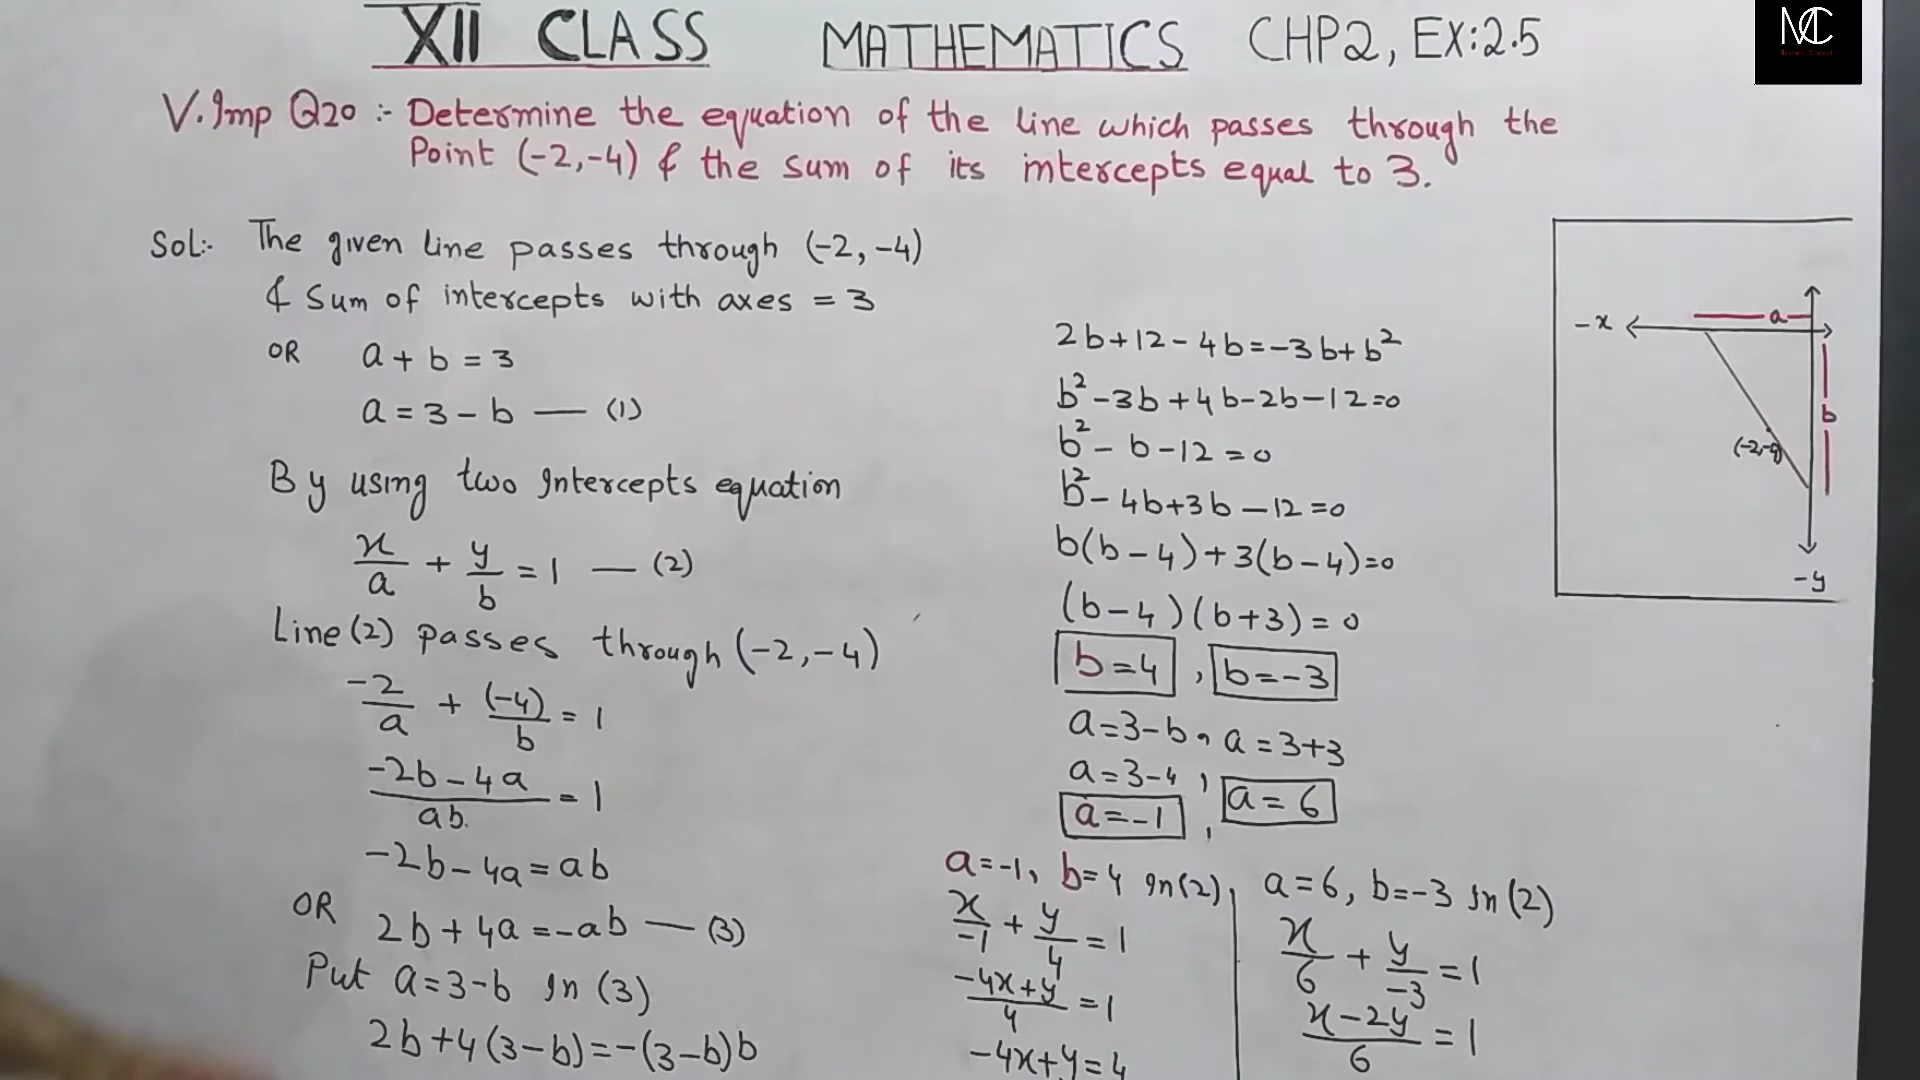 XII CLASS MATHEMATICS CHP2, EX:2.5
MC
V.Imp Q20 :- Determine the equation of the line which passes through the
Point (-2,-4) & the sum of its intercepts equal to 3.
Sol:- The given line passes through (-2, -4)
& Sum of intercepts with axes = 3
OR a + b = 3
a = 3 - b — (1)
By using two Intercepts equation
x/a + y/b = 1 — (2)
Line (2) passes through (-2, -4)
-2/a + (-4)/b = 1
-2b - 4a/ab. = 1
-2b - 4a = ab
OR 2b + 4a = -ab — (3)
Put a = 3-b In (3)
2b+4(3-b)=-(3-b)b
2b+12-4b=-3b+b²
b²-3b+4b-2b-12=0
b²-b-12=0
b²-4b+3b-12=0
b(b-4)+3(b-4)=0
(b-4)(b+3)=0
b=4 , b=-3
a=3-b, a=3+3
a=3-4 , a=6
a=-1 ,
a=-1, b=4 In(2), a=6, b=-3 In(2)
x/-1 + y/4 = 1
-4x+y/4 = 1
-4x+y=4
x/6 + y/-3 = 1
x-2y/6 = 1
-x
a
b
-y